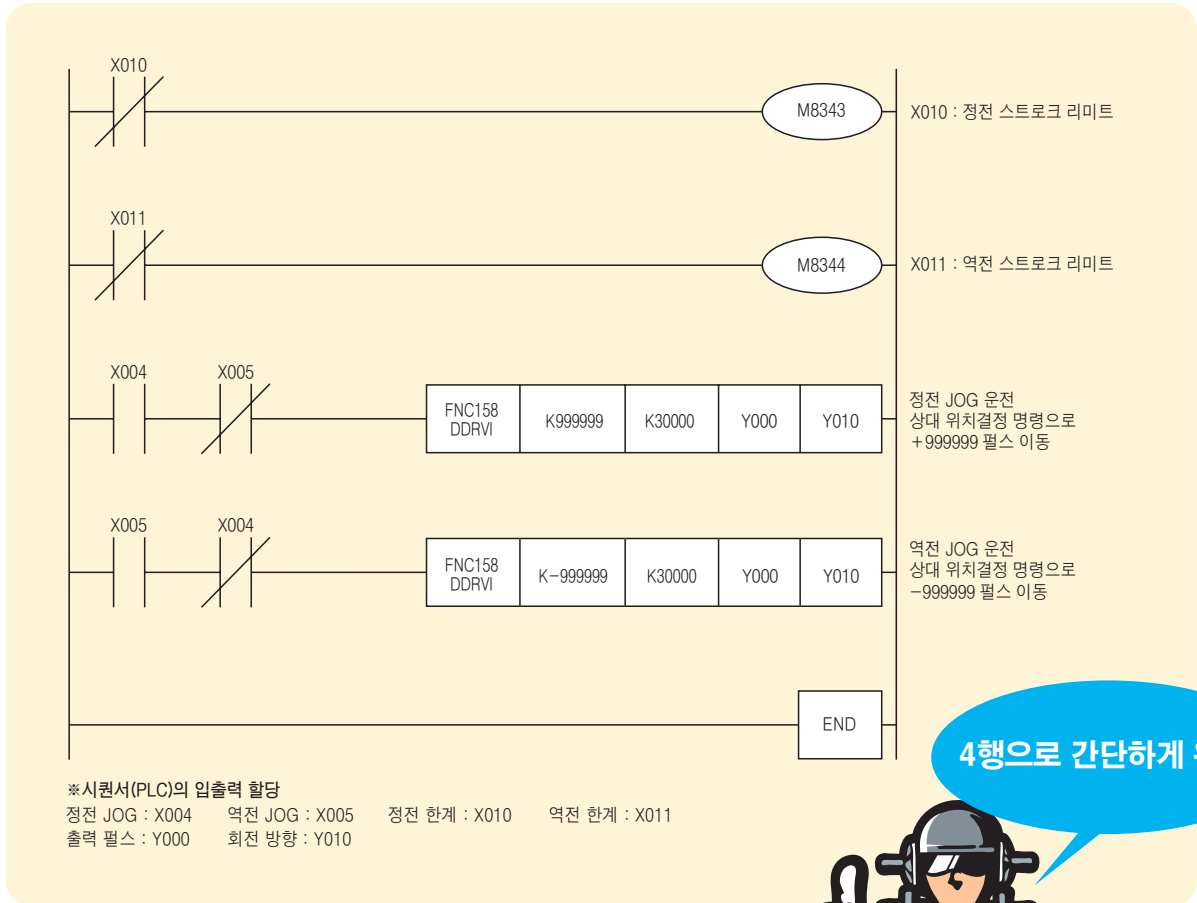 X010
M8343
X010 : 정전 스트로크 리미트
X011
M8344
X011 : 역전 스트로크 리미트
X004
X005
FNC158
DDRVI
K999999
K30000
Y000
Y010
정전 JOG 운전
상대 위치결정 명령으로
+999999 펄스 이동
X005
X004
FNC158
DDRVI
K-999999
K30000
Y000
Y010
역전 JOG 운전
상대 위치결정 명령으로
-999999 펄스 이동
END
4행으로 간단하게
※시퀀서(PLC)의 입출력 할당
정전 JOG : X004 역전 JOG : X005 정전 한계 : X010 역전 한계 : X011
출력 펄스 : Y000 회전 방향 : Y010